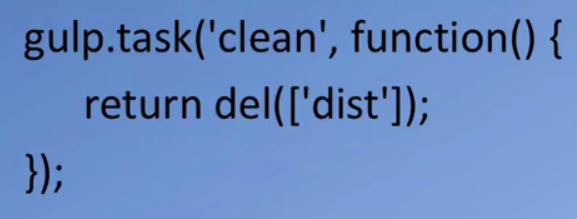 gulp.task('clean', function() {
return del(['dist']);
});